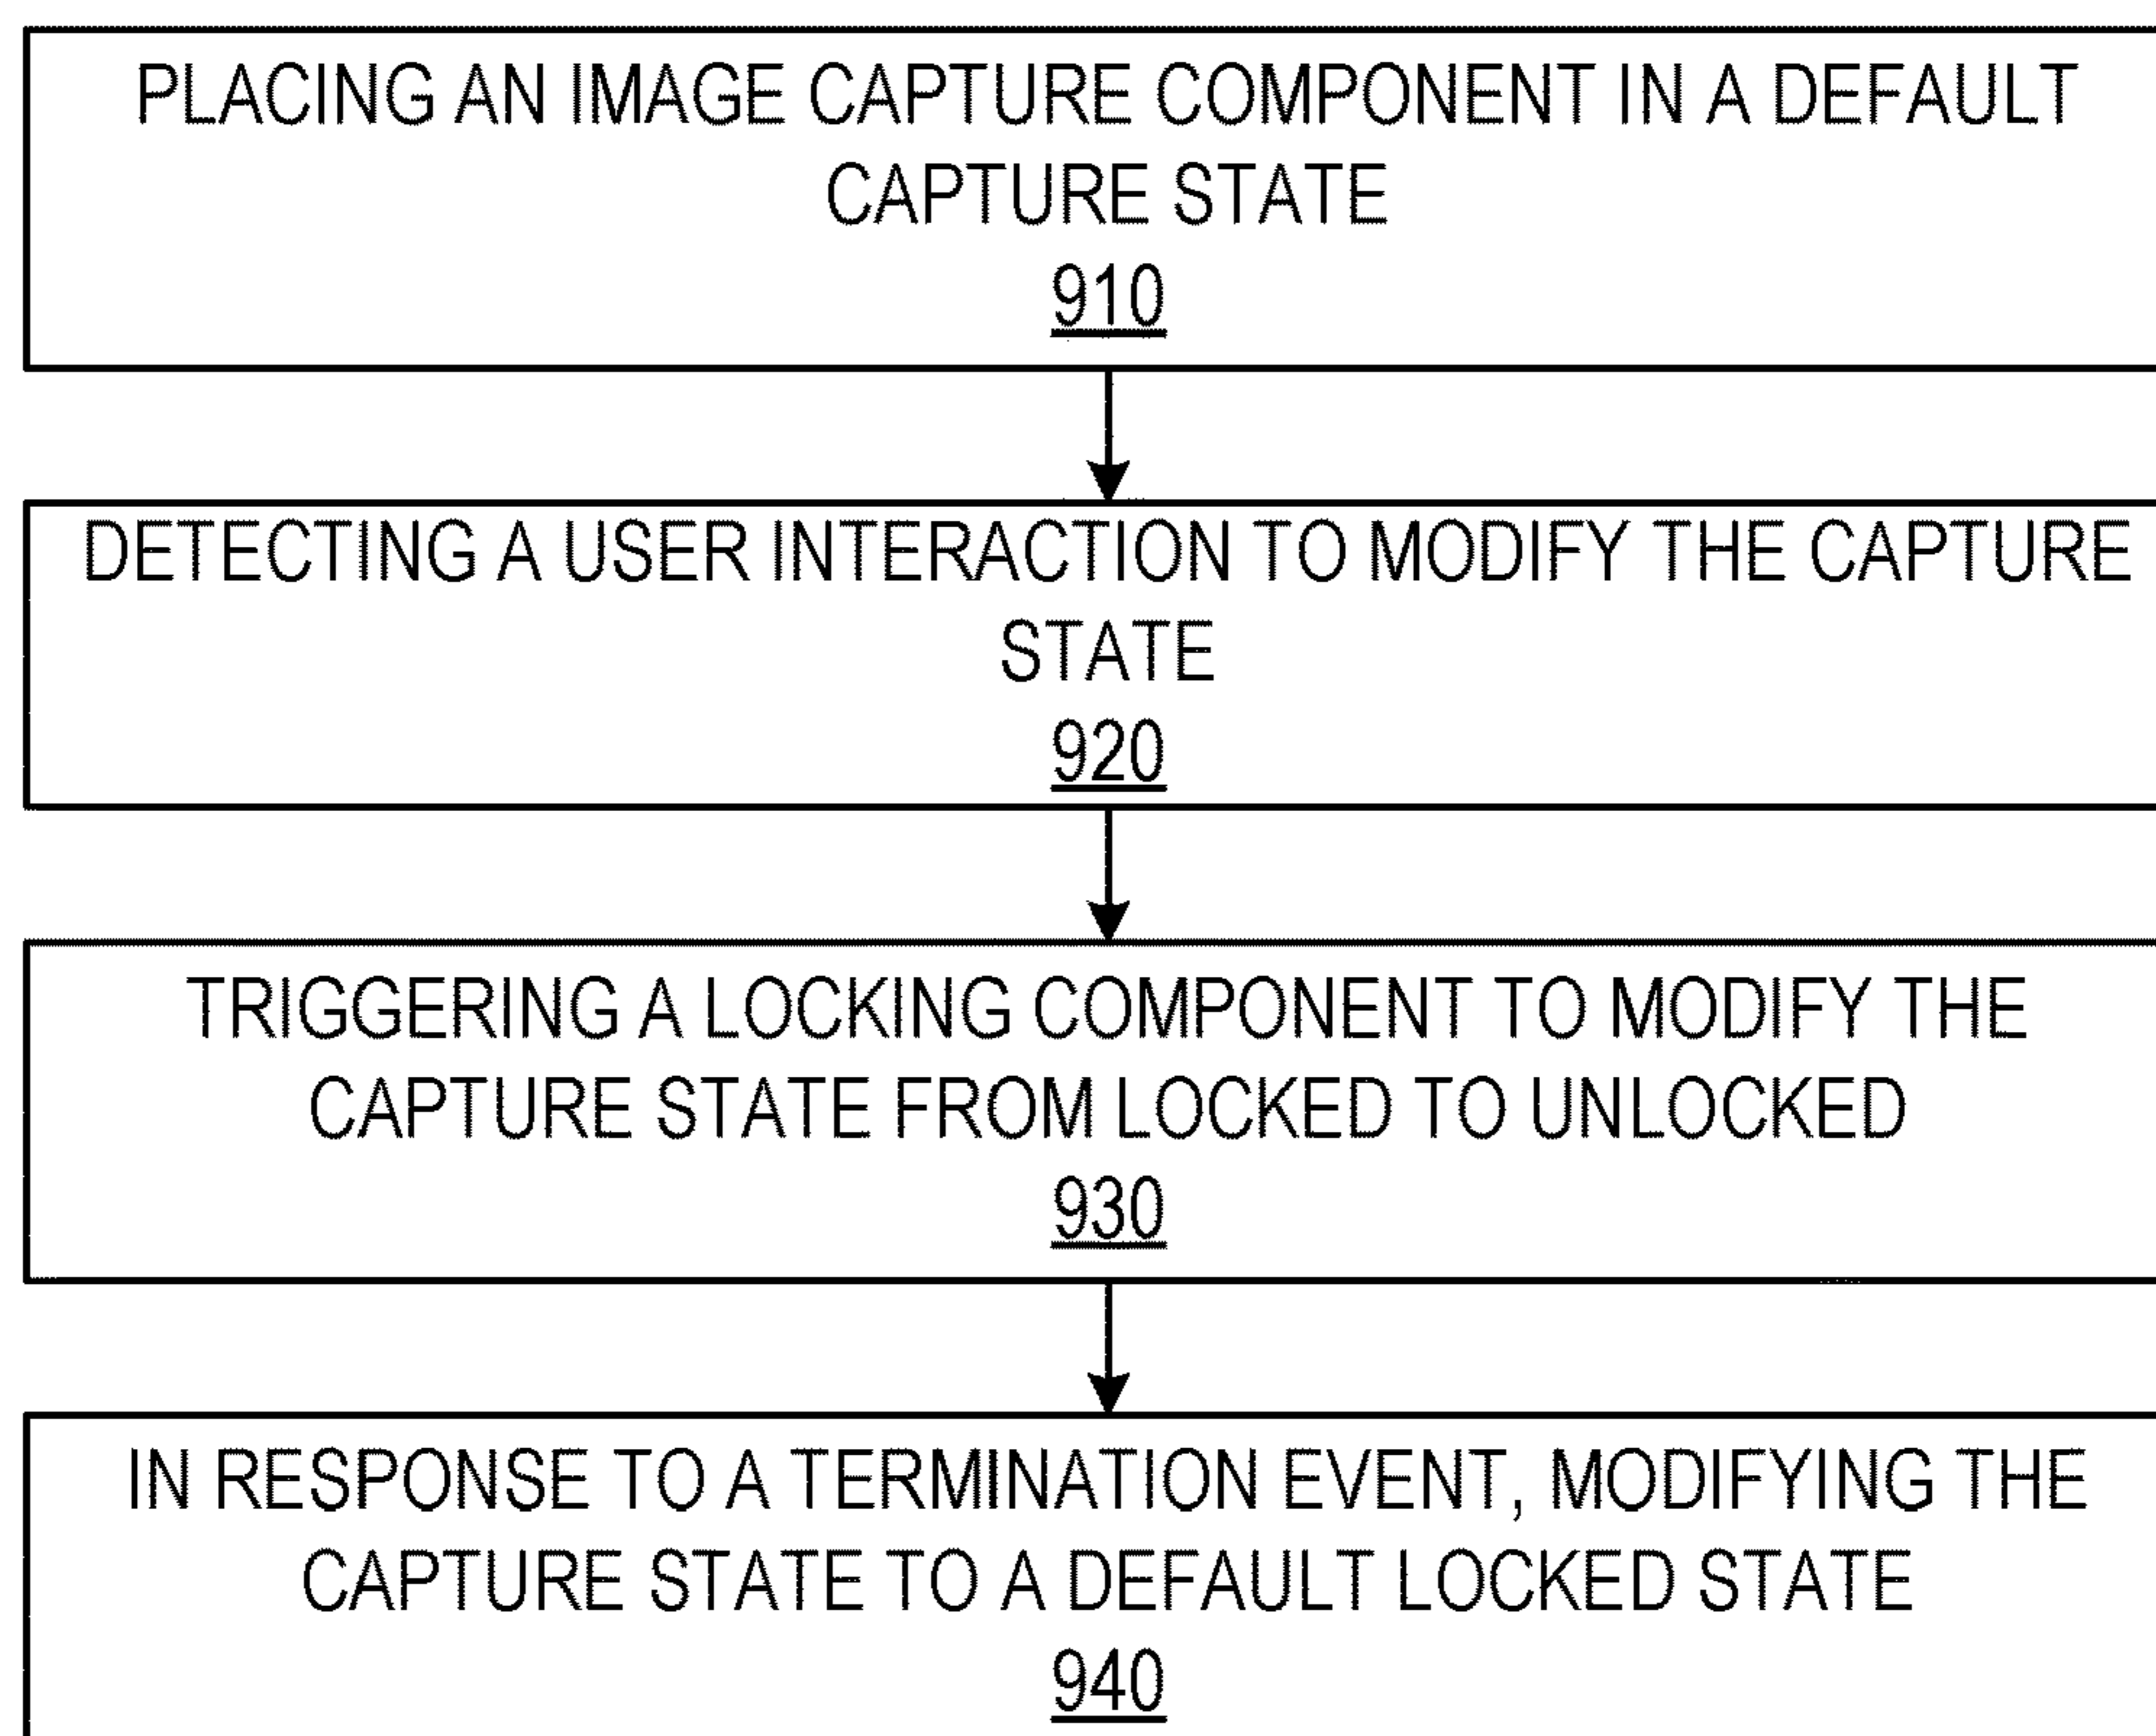 PLACING AN IMAGE CAPTURE COMPONENT IN A DEFAULT
CAPTURE STATE
910
DETECTING A USER INTERACTION TO MODIFY THE CAPTURE
STATE
920
TRIGGERING A LOCKING COMPONENT TO MODIFY THE
CAPTURE STATE FROM LOCKED TO UNLOCKED
930
IN RESPONSE TO A TERMINATION EVENT, MODIFYING THE
CAPTURE STATE TO A DEFAULT LOCKED STATE
940